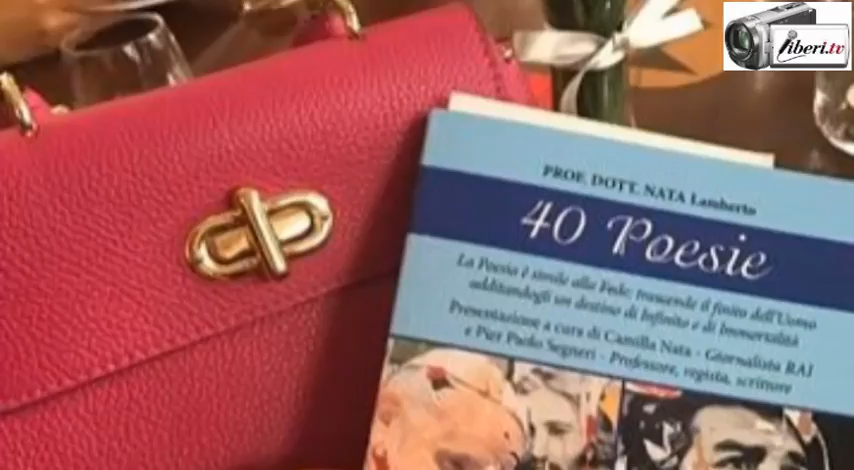 liberi.tv
PROF. DOTT. NATA Lamberto
40 Poesie
La Poesia è simile alla Fede; trascende il finito dell'Uomo
additandogli un destino di Infinito e di Immortalità
Presentazione a cura di Camilla Nata - Giornalista RAI
e Pier Paolo Segneri - Professore, regista, scrittore